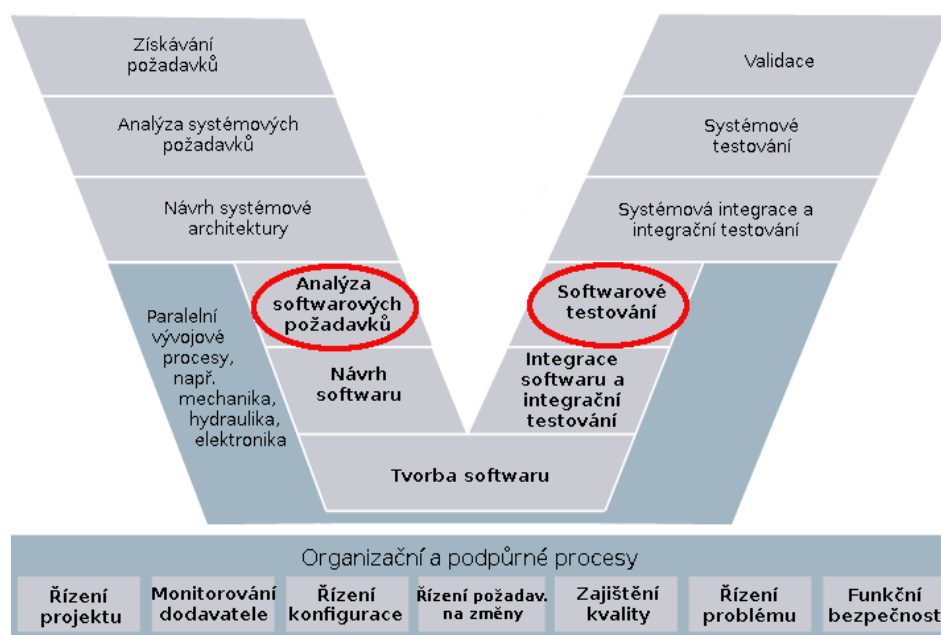 Získávání
požadavků
Validace
Analýza systémových
požadavků
Systémové
testování
Návrh systémové
architektury
Systémová integrace a
integrační testování
Analýza
softwarových
požadavků
Softwarové
testování
Paralelní
vývojové
procesy,
např.
mechanika,
hydraulika,
elektronika
Návrh
softwaru
Integrace
softwaru a
integrační
testování
Tvorba softwaru
Organizační a podpůrné procesy
Řízení
projektu
Monitorování
dodavatele
Řízení
konfigurace
Řízení požadav.
na změny
Zajištění
kvality
Řízení
problému
Funkční
bezpečnost